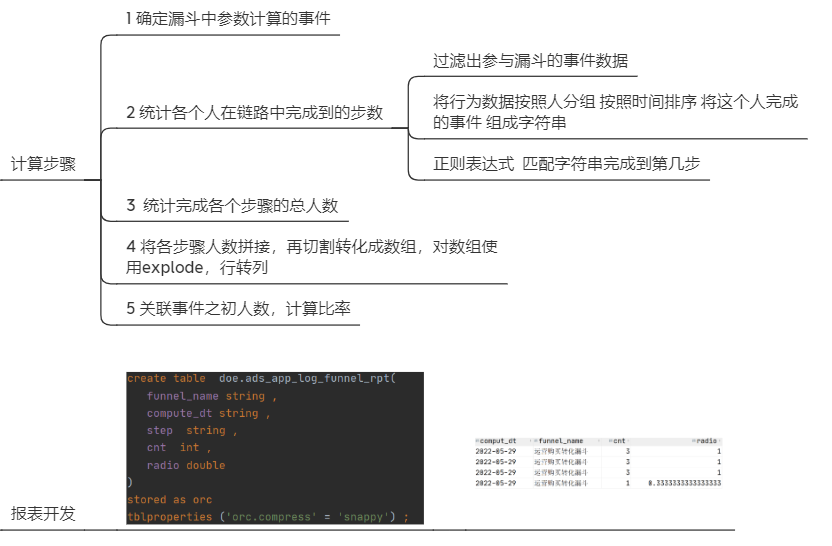 计算步骤
1 确定漏斗中参数计算的事件
2 统计各个人在链路中完成到的步数
过滤出参与漏斗的事件数据
将行为数据按照人分组 按照时间排序 将这个人完成
的事件 组成字符串
正则表达式  匹配字符串完成到第几步
3  统计完成各个步骤的总人数
4 将各步骤人数拼接，再切割转化成数组，对数组使
用explode，行转列
5 关联事件之初人数，计算比率
报表开发
create table  doe.ads_app_log_funnel_rpt(
funnel_name string ,
compute_dt string ,
step  string ,
cnt  int ,
radio double
)
stored as orc
tblproperties ('orc.compress' = 'snappy') ;
comput_dt funnel_name cnt radio
2022-05-29 运营购买转化漏斗 3 1
2022-05-29 运营购买转化漏斗 3 1
2022-05-29 运营购买转化漏斗 3 1
2022-05-29 运营购买转化漏斗 1 0.3333333333333333